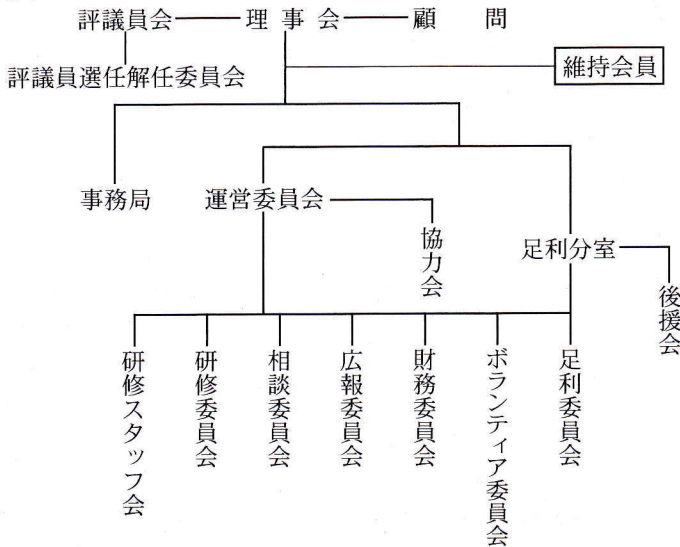 評議員会 理事会 顧問
評議員選任解任委員会
維持会員
事務局
運営委員会
協力会
足利分室
後援会
研修スタッフ会
研修委員会
相談委員会
広報委員会
財務委員会
ボランティア委員会
足利委員会